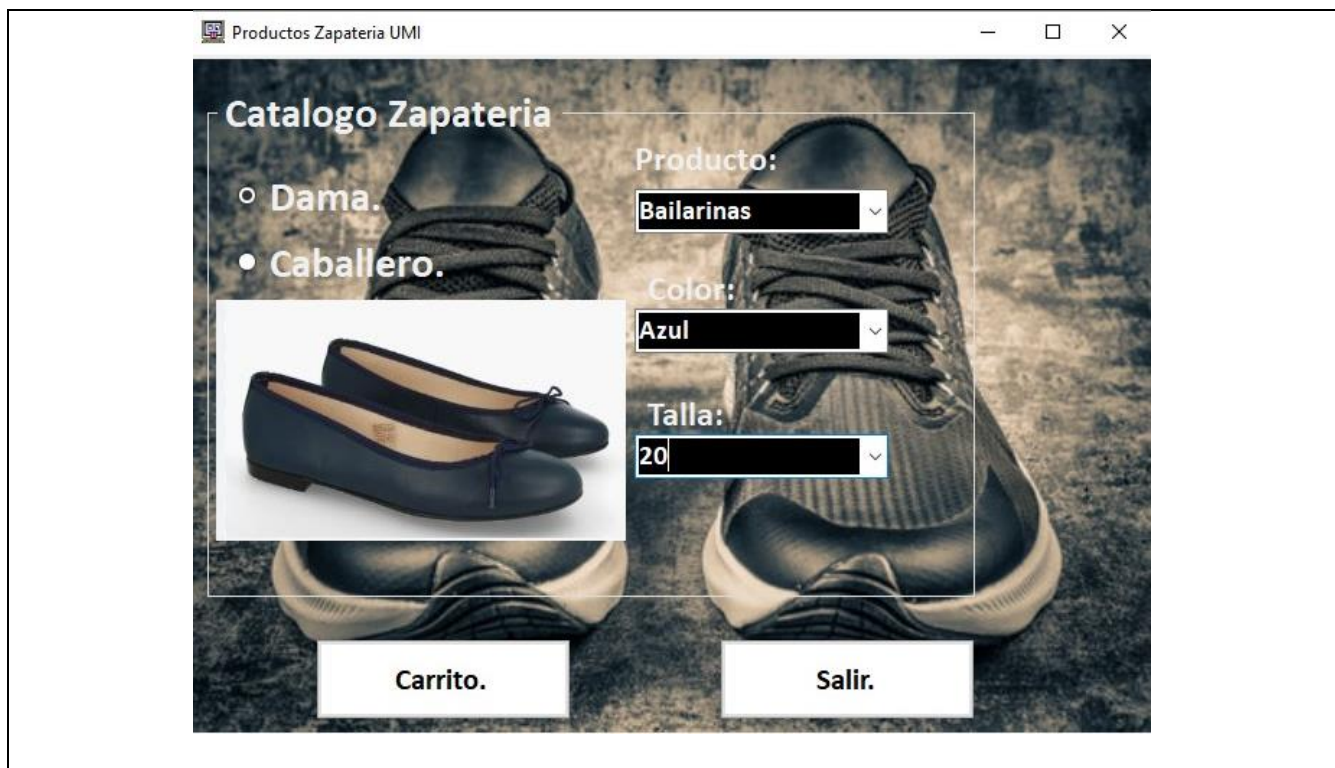 Productos Zapateria UMI
Catalogo Zapateria
Dama.
Caballero.
Producto:
Bailarinas
Color:
Azul
Talla:
20
Carrito.
Salir.